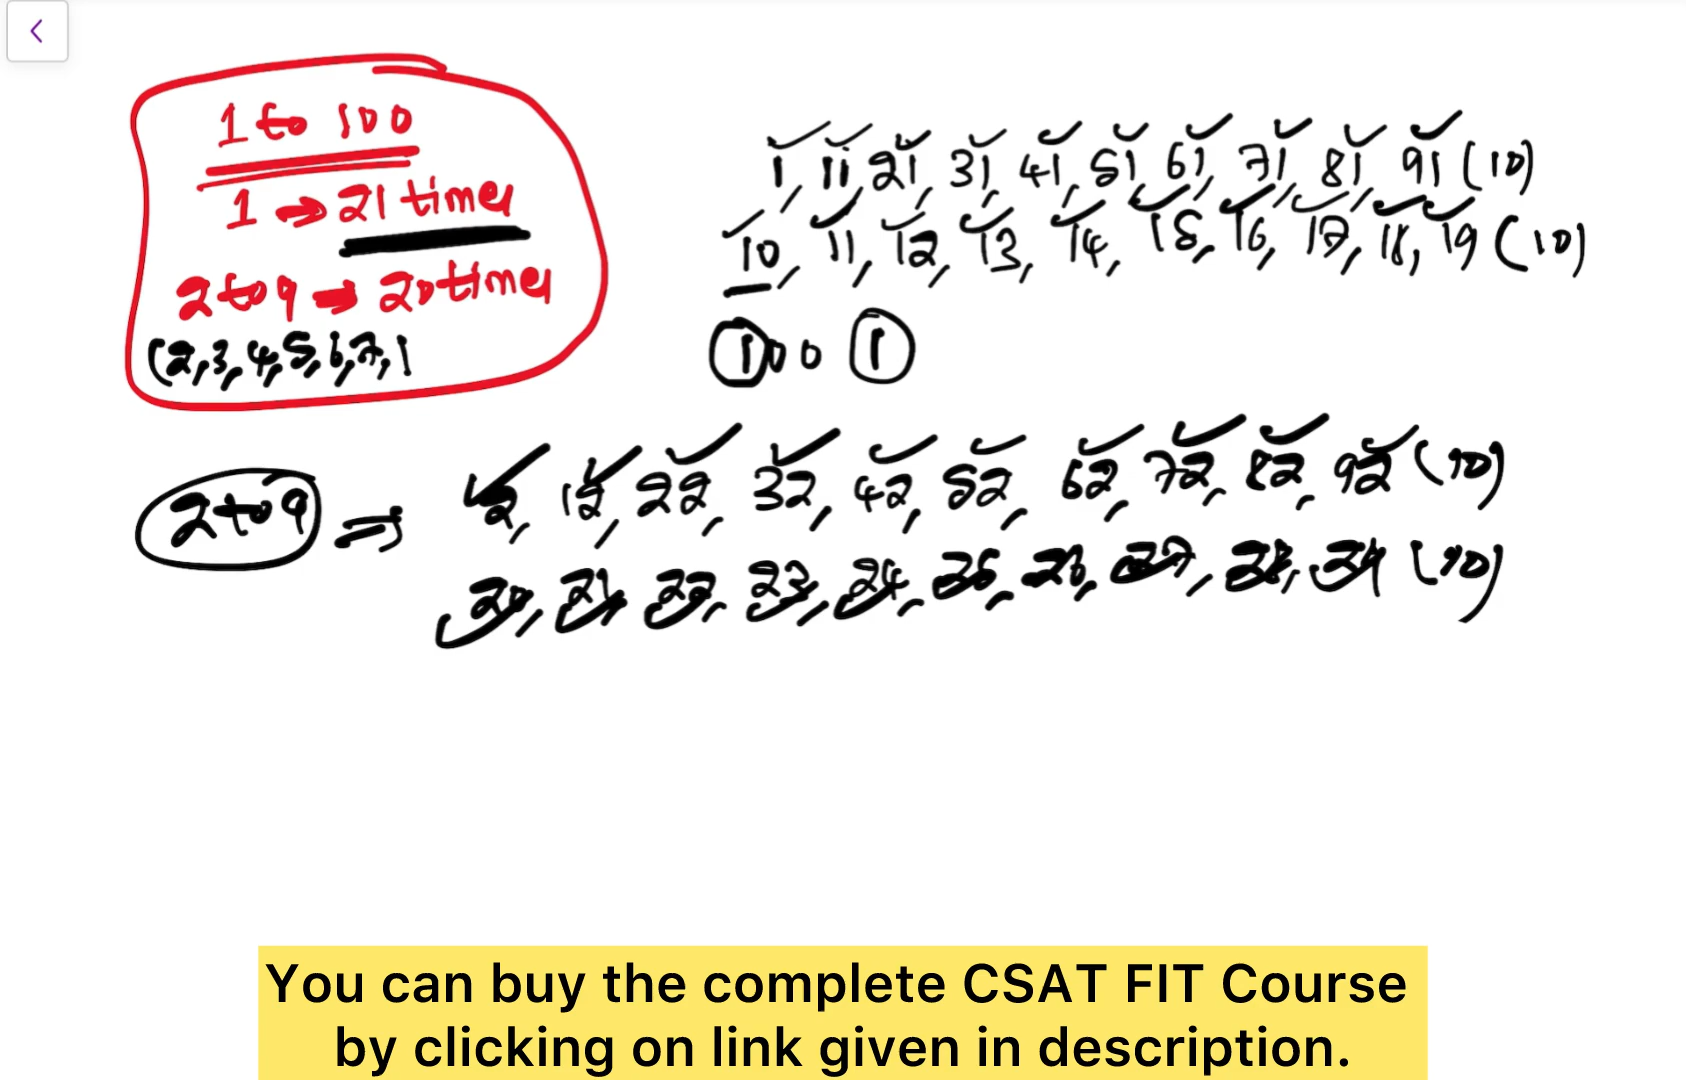 1 to 100
1 → 21 times
2 to 9 → 20 times
(2,3,4,5,6,7,1
1, 11, 21, 31, 41, 51, 61, 71, 81, 91 (10)
10, 11, 12, 13, 14, 15, 16, 17, 18, 19 (10)
100 1
2 to 9 ⇒ 2, 12, 22, 32, 42, 52, 62, 72, 82, 92 (10)
20, 21, 22, 23, 24, 25, 26, 27, 28, 29 (10)
You can buy the complete CSAT FIT Course
by clicking on link given in description.